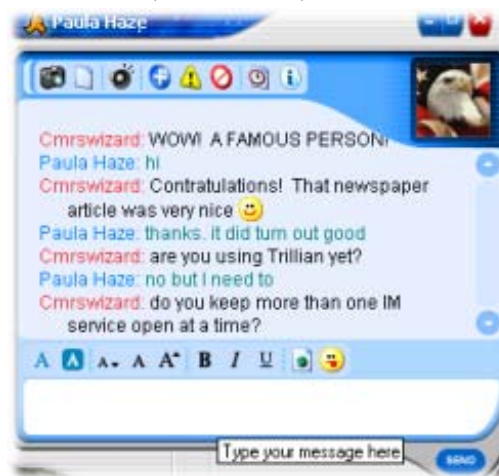 Paula Haze
Cmrswizard: WOW! A FAMOUS PERSON!
Paula Haze: hi
Cmrswizard: Contratulations! That newspaper
article was very nice
Paula Haze: thanks. it did turn out good
Cmrswizard: are you using Trillian yet?
Paula Haze: no but I need to
Cmrswizard: do you keep more than one IM
service open at a time?
A A A A A B I U
Type your message here
SEND